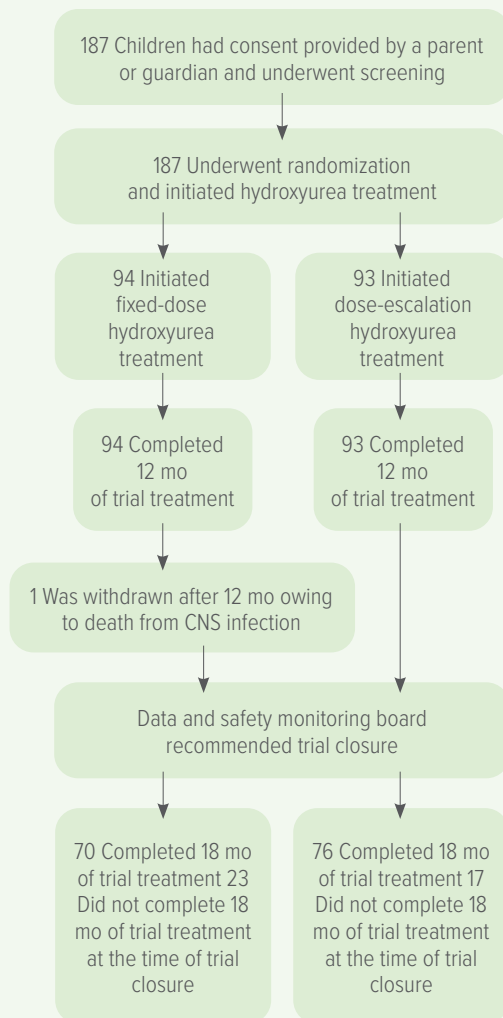 187 Children had consent provided by a parent
or guardian and underwent screening
187 Underwent randomization
and initiated hydroxyurea treatment
94 Initiated
fixed-dose
hydroxyurea
treatment
93 Initiated
dose-escalation
hydroxyurea
treatment
94 Completed
12 mo
of trial treatment
93 Completed
12 mo
of trial treatment
1 Was withdrawn after 12 mo owing
to death from CNS infection
Data and safety monitoring board
recommended trial closure
70 Completed 18 mo
of trial treatment 23
Did not complete 18
mo of trial treatment
at the time of trial
closure
76 Completed 18 mo
of trial treatment 17
Did not complete 18
mo of trial treatment
at the time of trial
closure